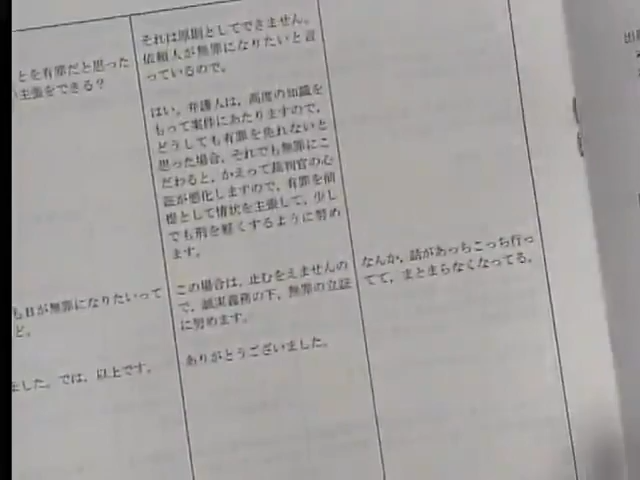 とを有罪だと思った
主張をできる?
もBが無罪になりたいって
ど。
ました。では、以上です。
それは原則としてできません。
依頼人が無罪になりたいと言
っているので。
はい。弁護人は、高度の知識を
もって案件にあたりますので、
どうしても有罪を免れないと
思った場合、それでも無罪にこ
だわると、かえって裁判官の心
証が悪化しますので、有罪を前
提として情状を主張して、少し
でも刑を軽くするように努め
ます。
この場合は、止むをえませんの
で、誠実義務の下、無罪の立証
に努めます。
ありがとうございました。
なんか、話があっちこっち行っ
てて、まとまらなくなってる。